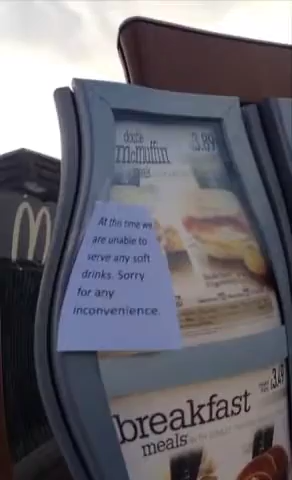 double
McMuffin
meal
3.89
At this time we
are unable to
serve any soft
drinks. Sorry
for any
inconvenience.
breakfast
meals
3.49